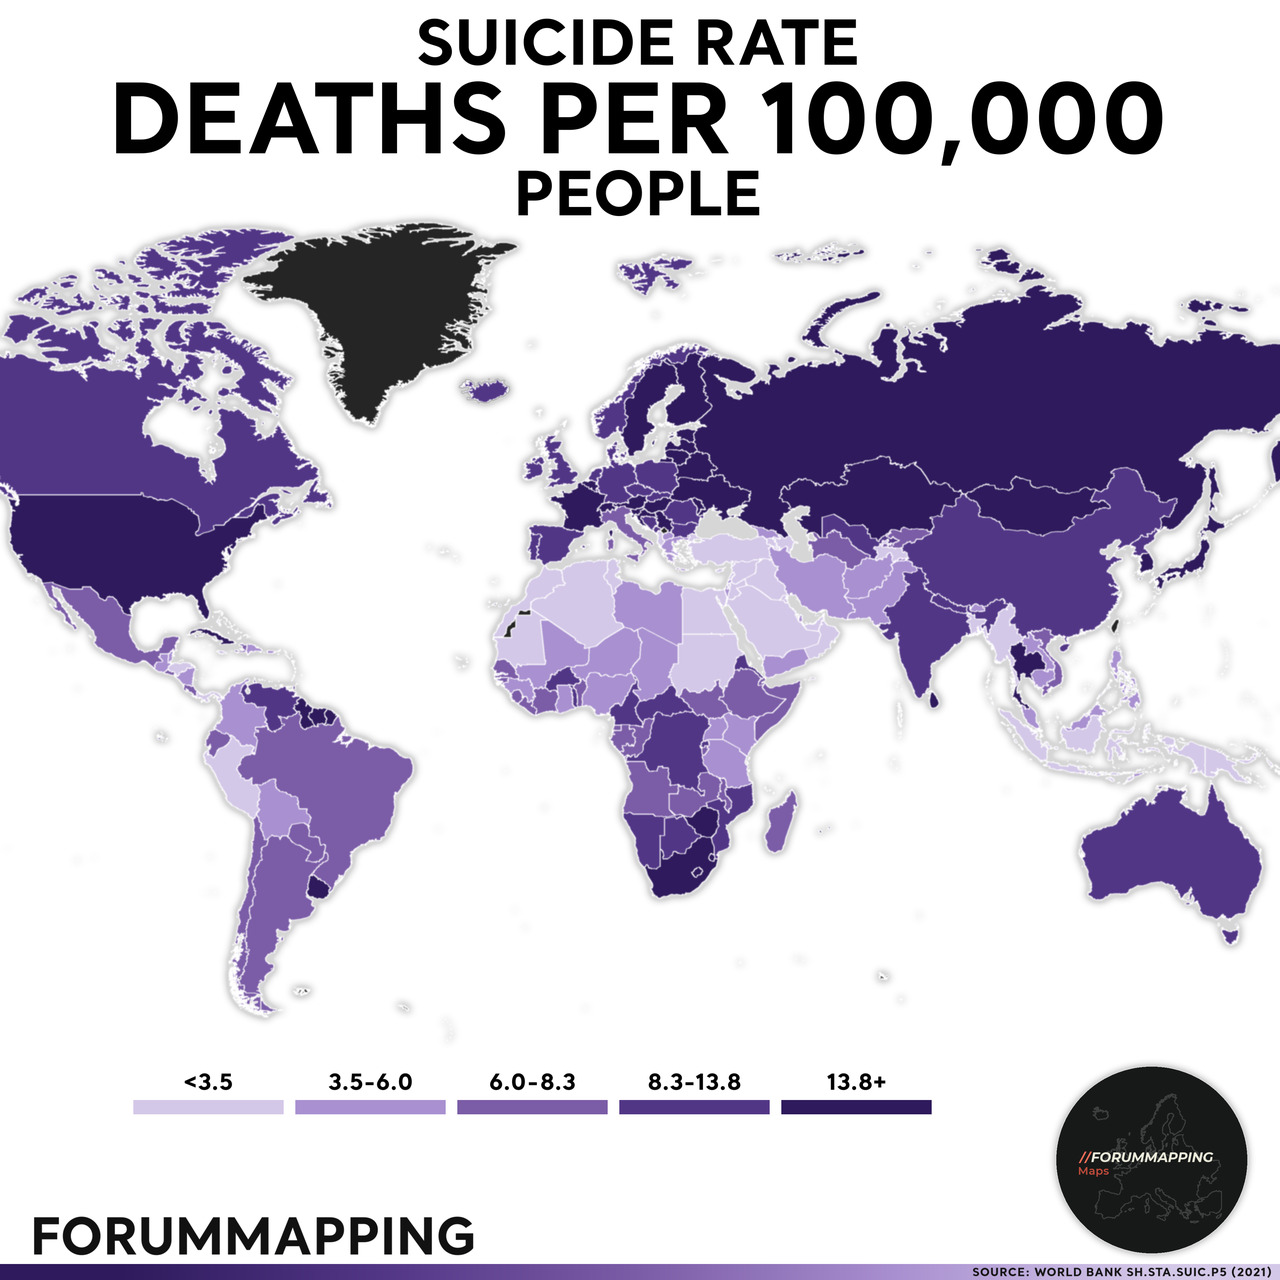 SUICIDE RATE
DEATHS PER 100,000
PEOPLE
<3.5 3.5-6.0 6.0-8.3 8.3-13.8 13.8+
//FORUMMAPPING
Maps
FORUMMAPPING
SOURCE: WORLD BANK SH.STA.SUIC.P5 (2021)